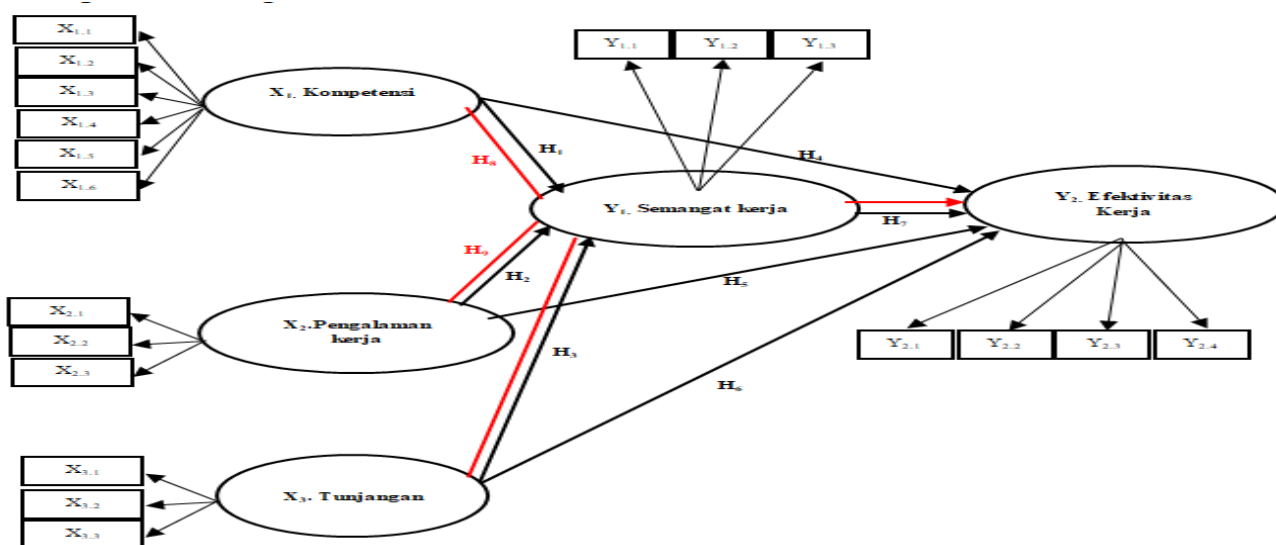 X1.1
X1.2
X1.3
X1.4
X1.5
X1.6
X1. Kompetensi
Y1.1
Y1.2
Y1.3
H1
H8
H4
Y1. Semangat kerja
H7
Y2. Efektivitas
Kerja
H9
H2
H5
X2.1
X2.2
X2.3
X2.Pengalaman
kerja
H3
H6
Y2.1
Y2.2
Y2.3
Y2.4
X3.1
X3.2
X3.3
X3. Tunjangan